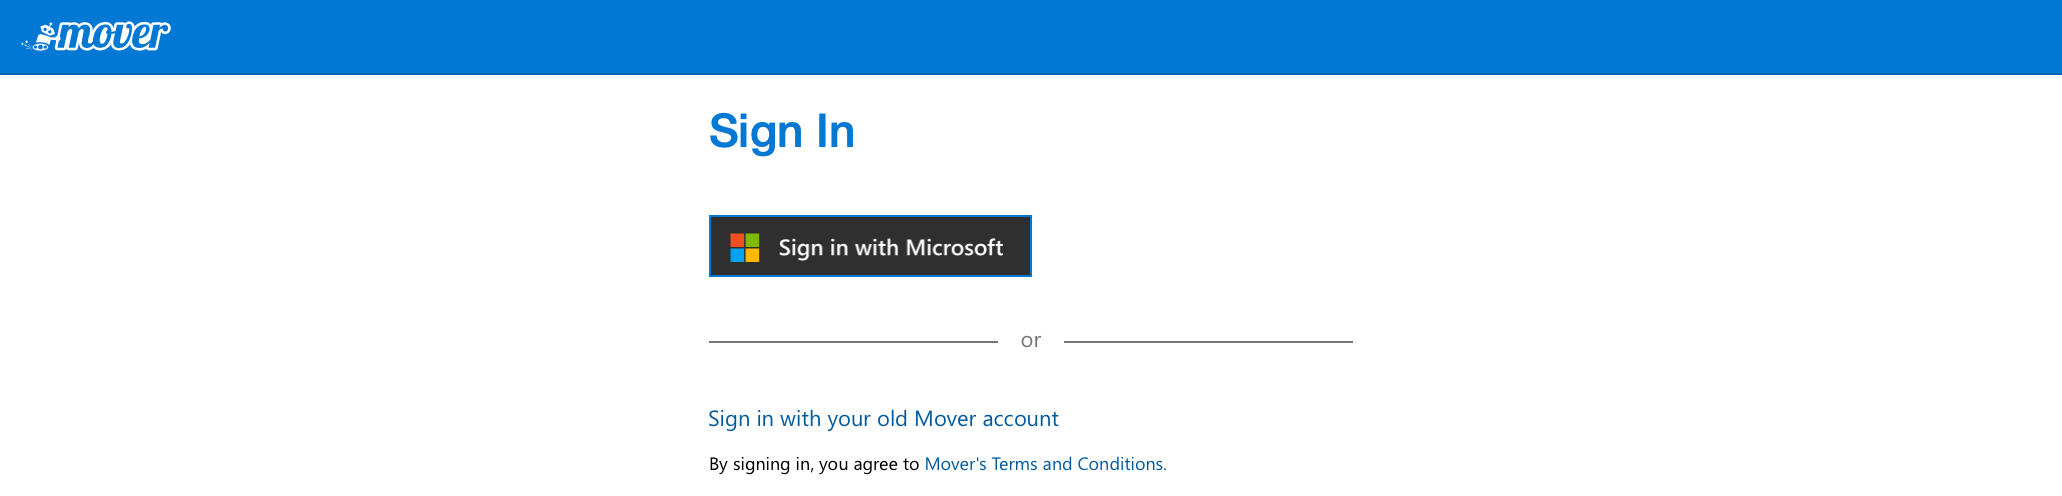 mover
Sign In
Sign in with Microsoft
or
Sign in with your old Mover account
By signing in, you agree to Mover's Terms and Conditions.